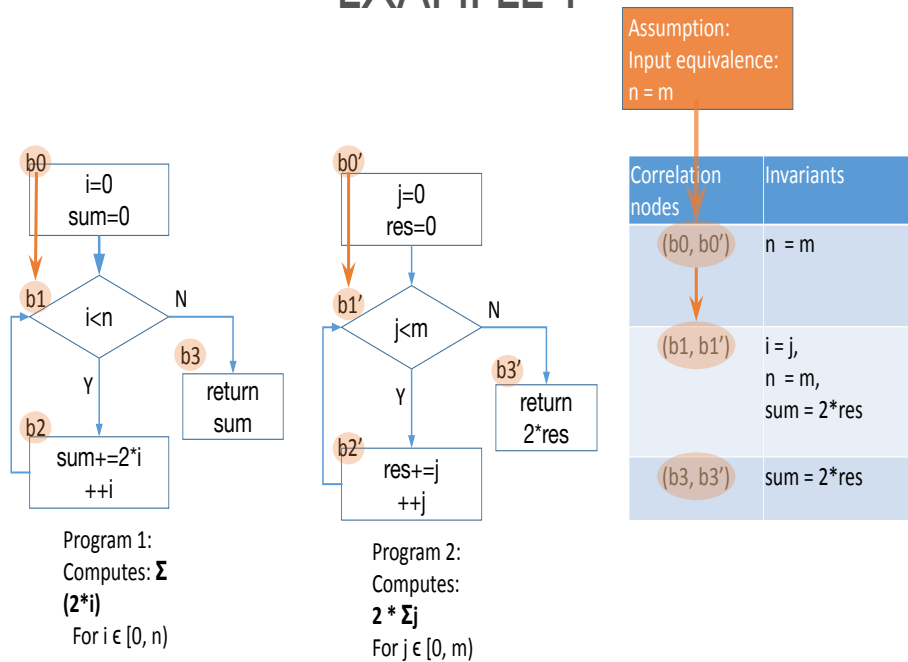 Assumption:
Input equivalence:
n = m
b0
i=0
sum=0
b1
i<n
N
Y
b3
return
sum
b2
sum+=2*i
++i
Program 1:
Computes: Σ
(2*i)
For i ϵ [0, n)
b0’
j=0
res=0
b1’
j<m
N
Y
b3’
return
2*res
b2’
res+=j
++j
Program 2:
Computes:
2 * Σj
For j ϵ [0, m)
Correlation nodes Invariants
(b0, b0’) n = m
(b1, b1’) i = j,
n = m,
sum = 2*res
(b3, b3’) sum = 2*res